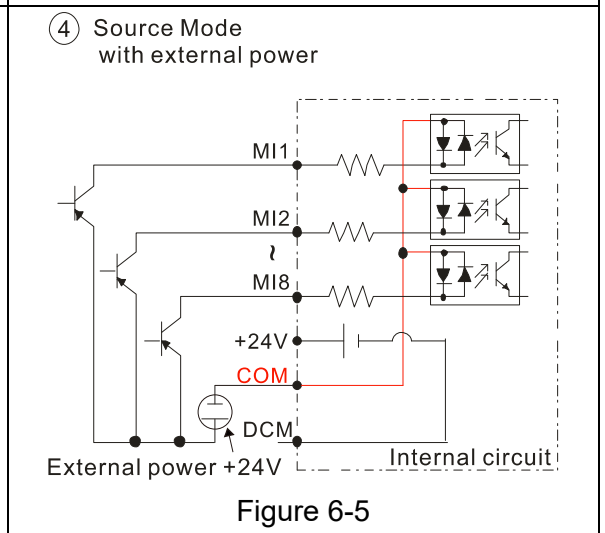 4 Source Mode
with external power
MI1
MI2
~
MI8
+24V
COM
DCM
External power +24V
Internal circuit
Figure 6-5